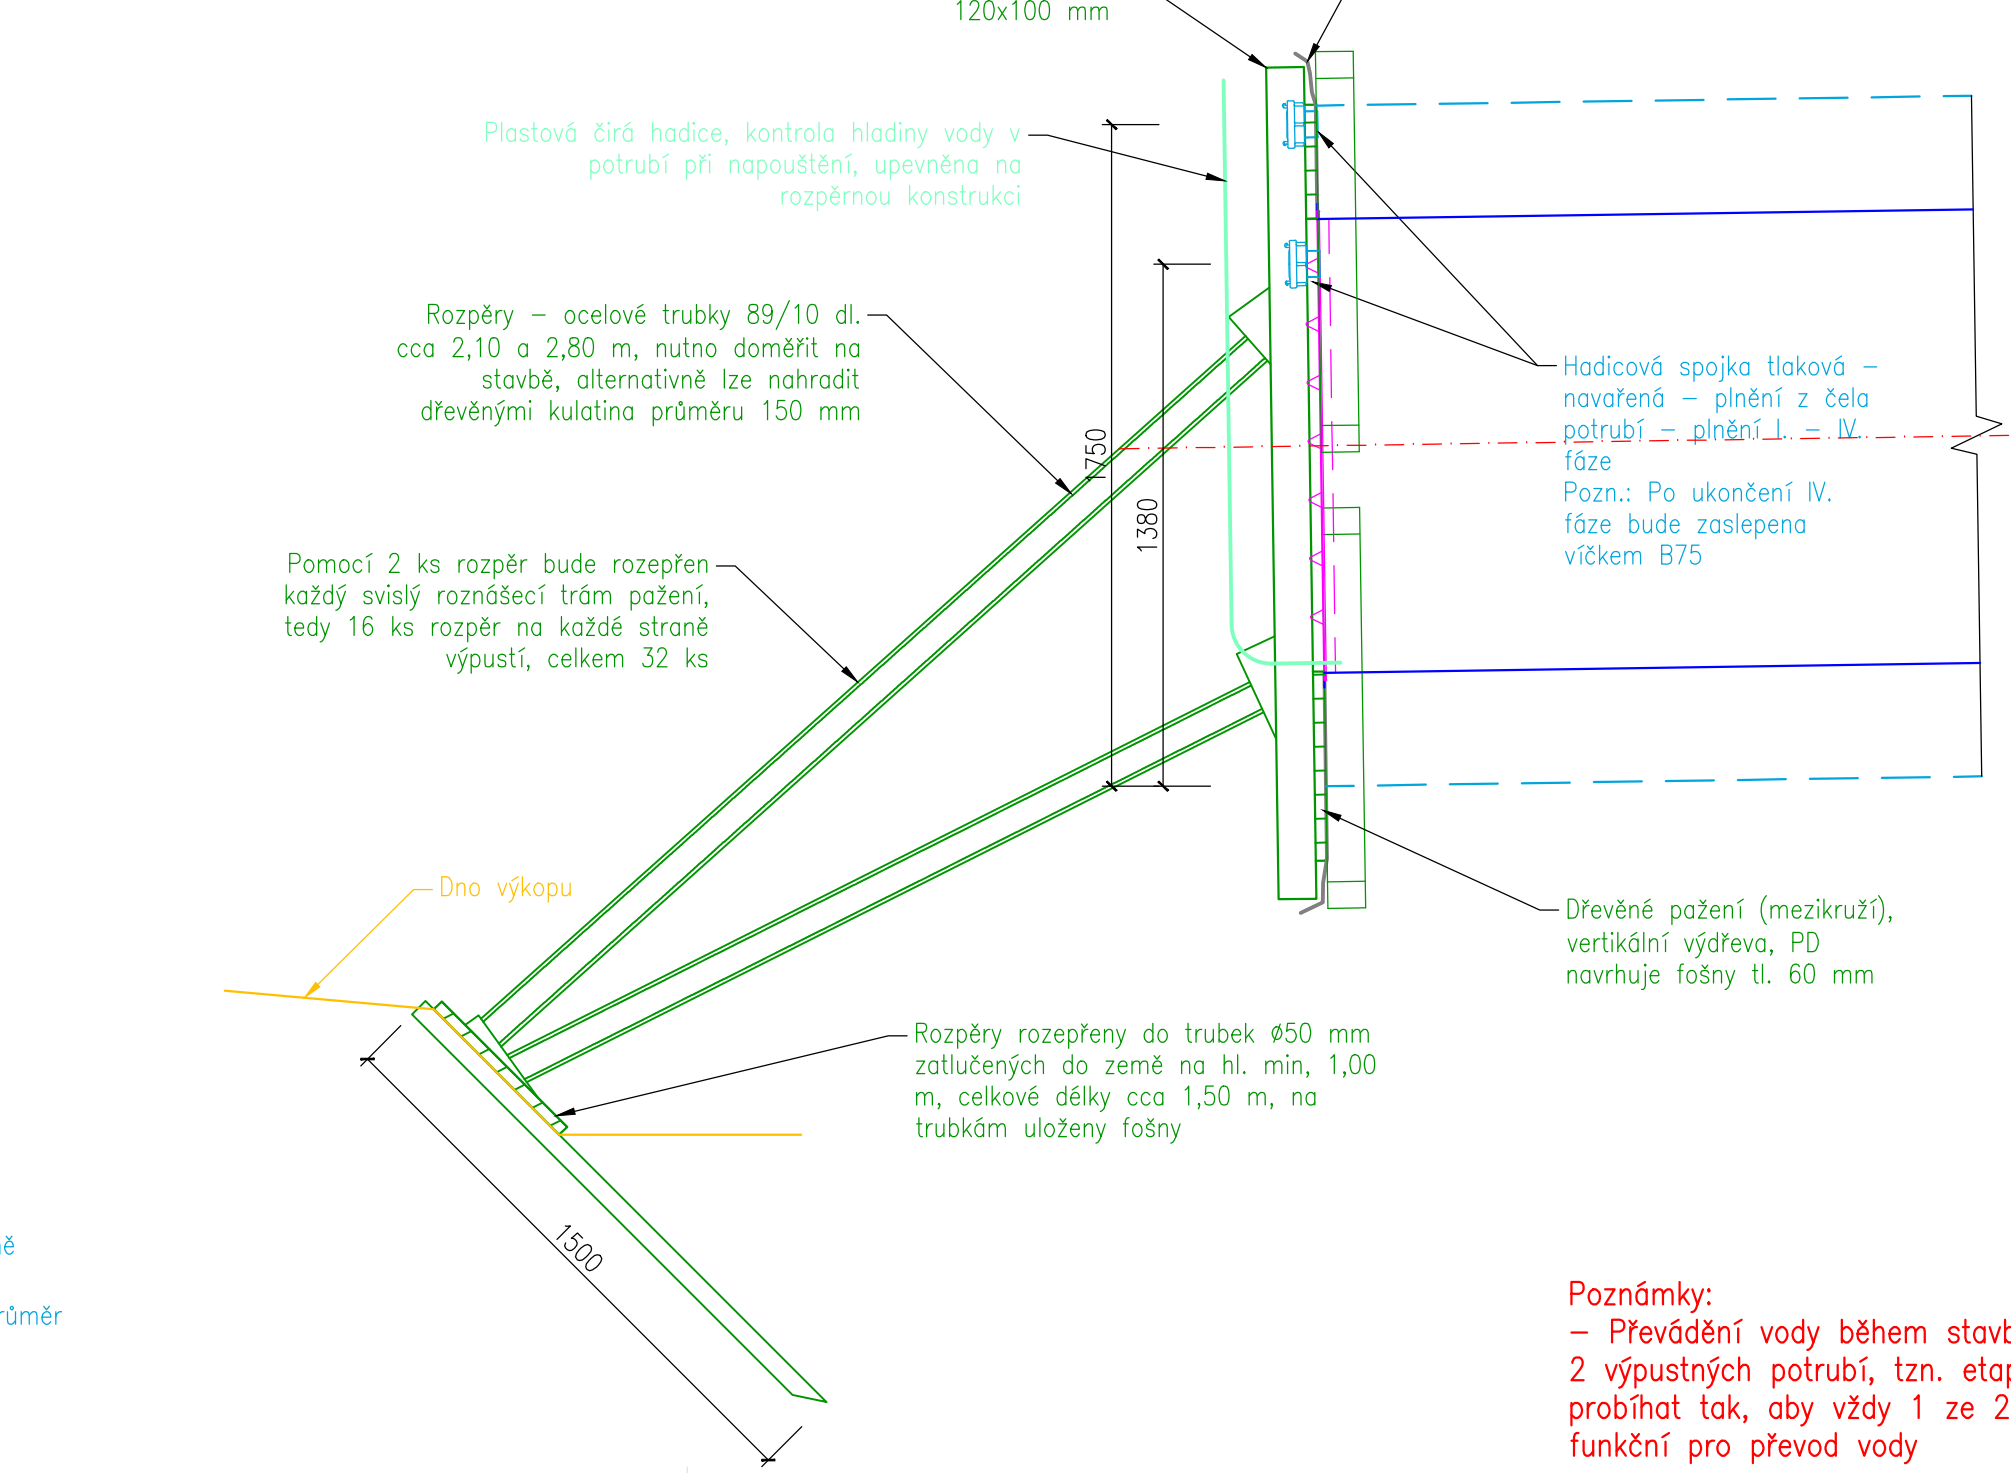 120x100 mm
Plastová čirá hadice, kontrola hladiny vody v
potrubí při napouštění, upevněna na
rozpěrnou konstrukci
Rozpěry – ocelové trubky 89/10 dl.
cca 2,10 a 2,80 m, nutno doměřit na
stavbě, alternativně lze nahradit
dřevěnými kulatina průměru 150 mm
Hadicová spojka tlaková –
navařená – plnění z čela
potrubí – plnění I. – IV.
fáze
Pozn.: Po ukončení IV.
fáze bude zaslepena
víčkem B75
1750
1380
Pomocí 2 ks rozpěr bude rozepřen
každý svislý roznášecí trám pažení,
tedy 16 ks rozpěr na každé straně
výpustí, celkem 32 ks
Dno výkopu
Dřevěné pažení (mezikruží),
vertikální výdřeva, PD
navrhuje fošny tl. 60 mm
Rozpěry rozepřeny do trubek ø50 mm
zatlučených do země na hl. min, 1,00
m, celkové délky cca 1,50 m, na
trubkám uloženy fošny
1500
Poznámky:
– Převádění vody během
2 výpustných potrubí, tzn.
probíhat tak, aby vždy 1 ze 2
funkční pro převod vody